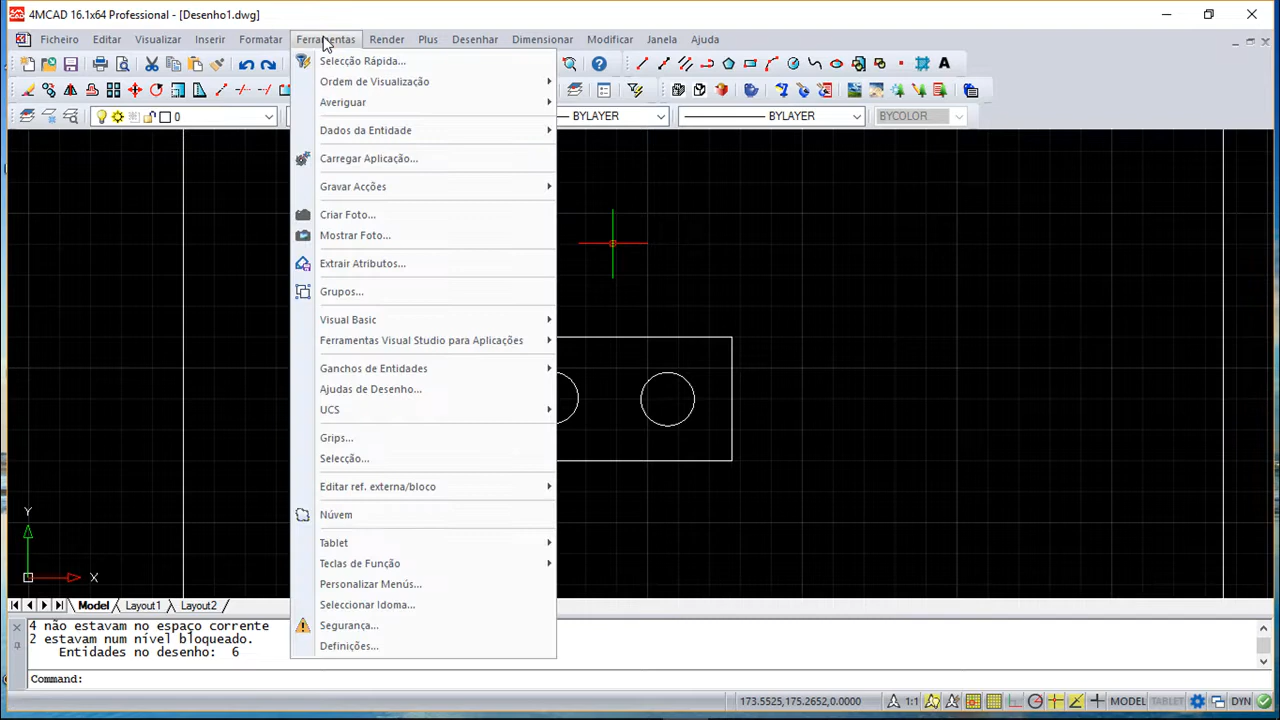 4MCAD 16.1x64 Professional - [Desenho1.dwg]
Ficheiro Editar Visualizar Inserir Formatar Ferramentas Render Plus Desenhar Dimensionar Modificar Janela Ajuda
Selecção Rápida...
Ordem de Visualização
Averiguar
0 BYLAYER BYLAYER BYCOLOR
Dados da Entidade
Carregar Aplicação...
Gravar Acções
Criar Foto...
Mostrar Foto...
Extrair Atributos...
Grupos...
Visual Basic
Ferramentas Visual Studio para Aplicações
Ganchos de Entidades
Ajudas de Desenho...
UCS
Grips...
Selecção...
Editar ref. externa/bloco
Núvem
Tablet
Teclas de Função
Personalizar Menús...
Seleccionar Idoma...
Segurança...
Definições...
Y
X
Model Layout1 Layout2
4 não estavam no espaço corrente
2 estavam num nível bloqueado.
Entidades no desenho: 6
Command:
173.5525,175.2652,0.0000 1:1 MODEL TABLET DYN